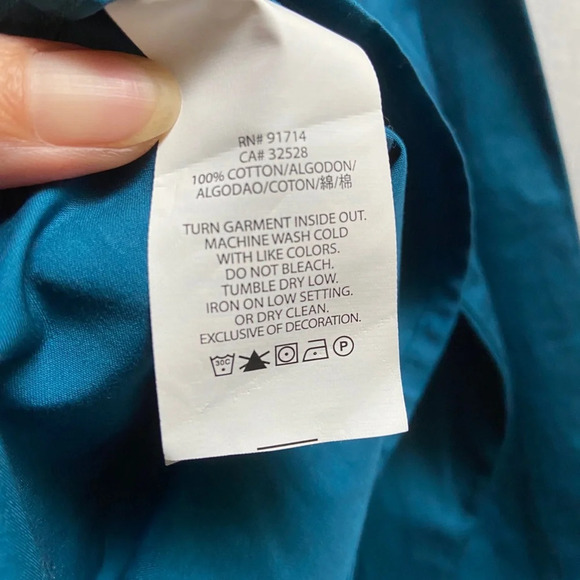 RN# 91714
CA# 32528
100% COTTON/ALGODON/
ALGODAO/COTON/綿/棉
TURN GARMENT INSIDE OUT.
MACHINE WASH COLD
WITH LIKE COLORS.
DO NOT BLEACH.
TUMBLE DRY LOW.
IRON ON LOW SETTING.
OR DRY CLEAN.
EXCLUSIVE OF DECORATION.
30C P